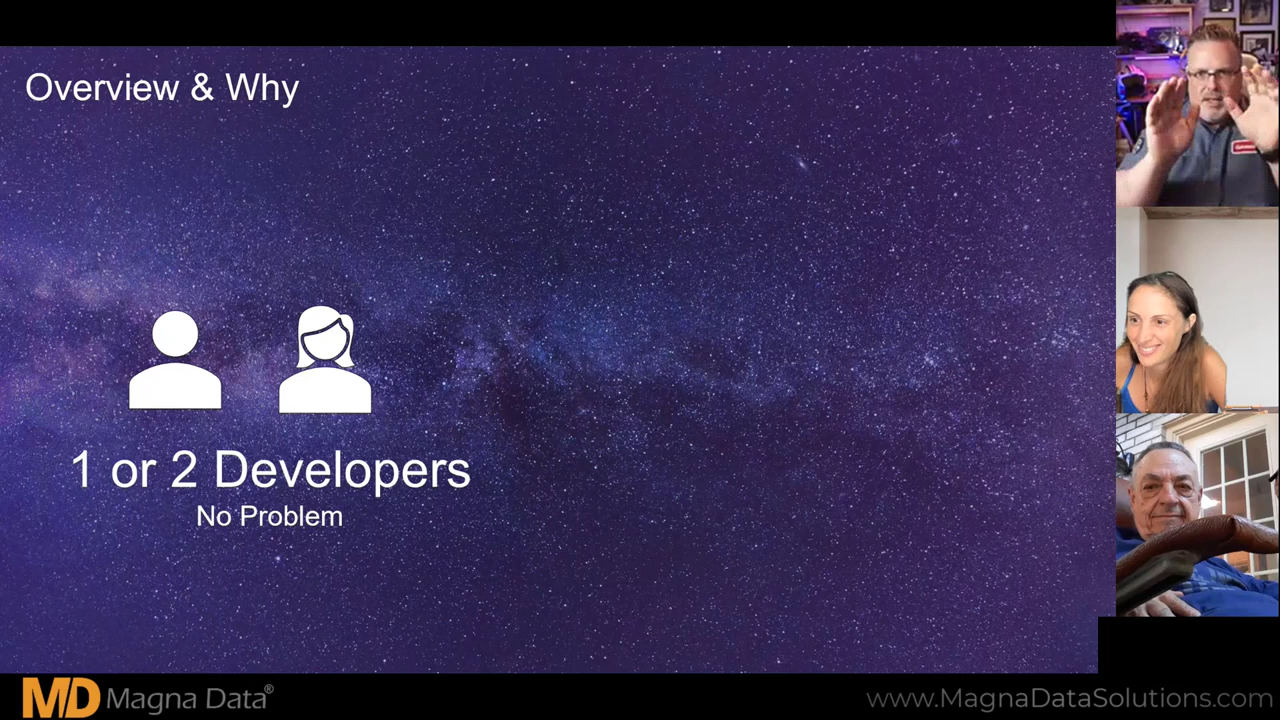 Overview & Why
1 or 2 Developers
No Problem
MD Magna Data®
www.MagnaDataSolutions.com